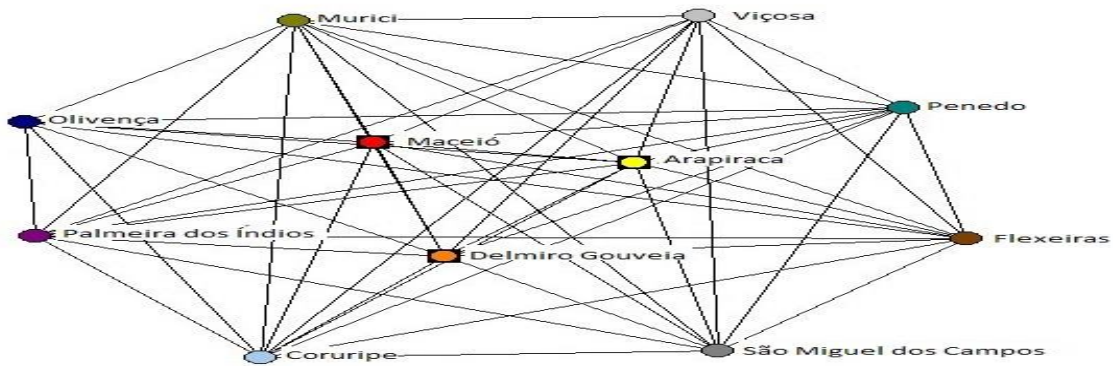 Murici
Viçosa
Penedo
Olivença
Maceió
Arapiraca
Palmeira dos Índios
Flexeiras
Delmiro Gouveia
Coruripe
São Miguel dos Campos